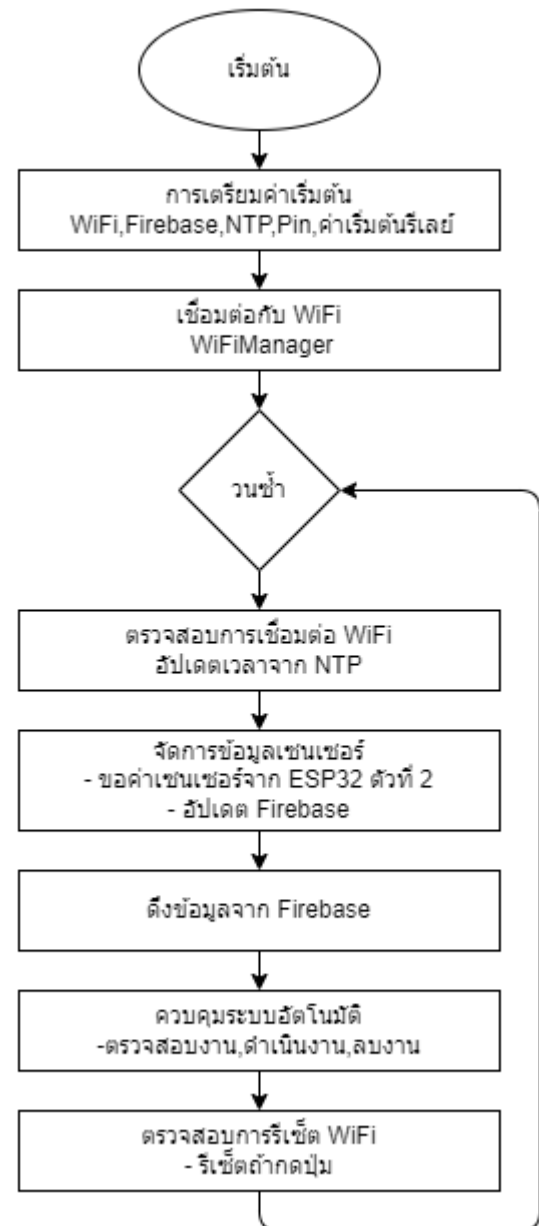 เริ่มต้น
การเตรียมค่าเริ่มต้น
WiFi,Firebase,NTP,Pin,ค่าเริ่มต้นรีเลย์
เชื่อมต่อกับ WiFi
WiFiManager
วนซ้ำ
ตรวจสอบการเชื่อมต่อ WiFi
อัปเดตเวลาจาก NTP
จัดการข้อมูลเซนเซอร์
- ขอค่าเซนเซอร์จาก ESP32 ตัวที่ 2
- อัปเดต Firebase
ดึงข้อมูลจาก Firebase
ควบคุมระบบอัตโนมัติ
-ตรวจสอบงาน,ดำเนินงาน,ลบงาน
ตรวจสอบการรีเซ็ต WiFi
- รีเซ็ตถ้ากดปุ่ม